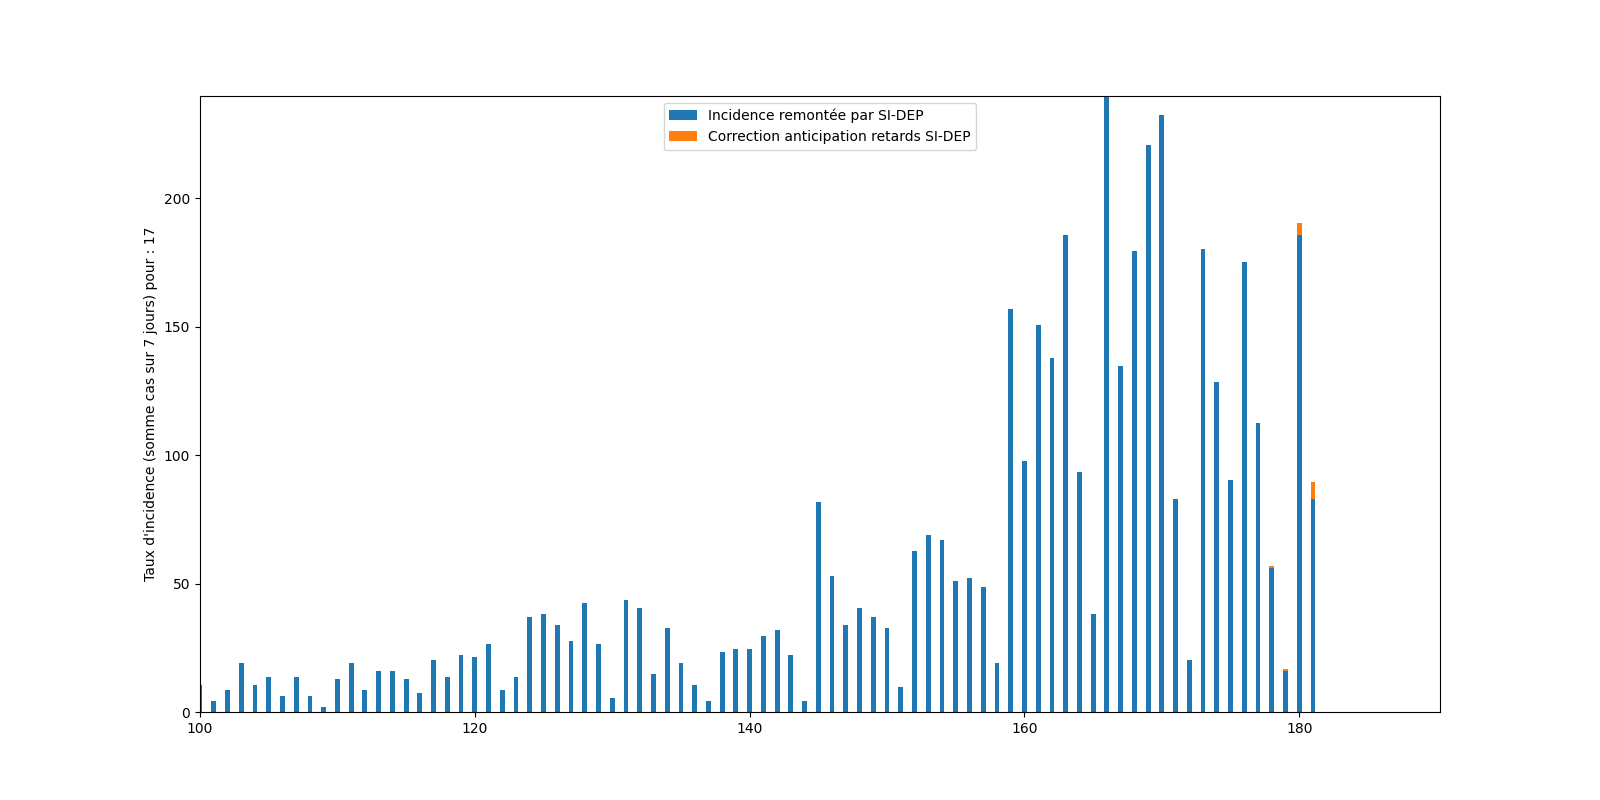 Incidence remontée par SI-DEP
Correction anticipation retards SI-DEP
Taux d'incidence (somme cas sur 7 jours) pour : 17
200
150
100
50
0
100 120 140 160 180